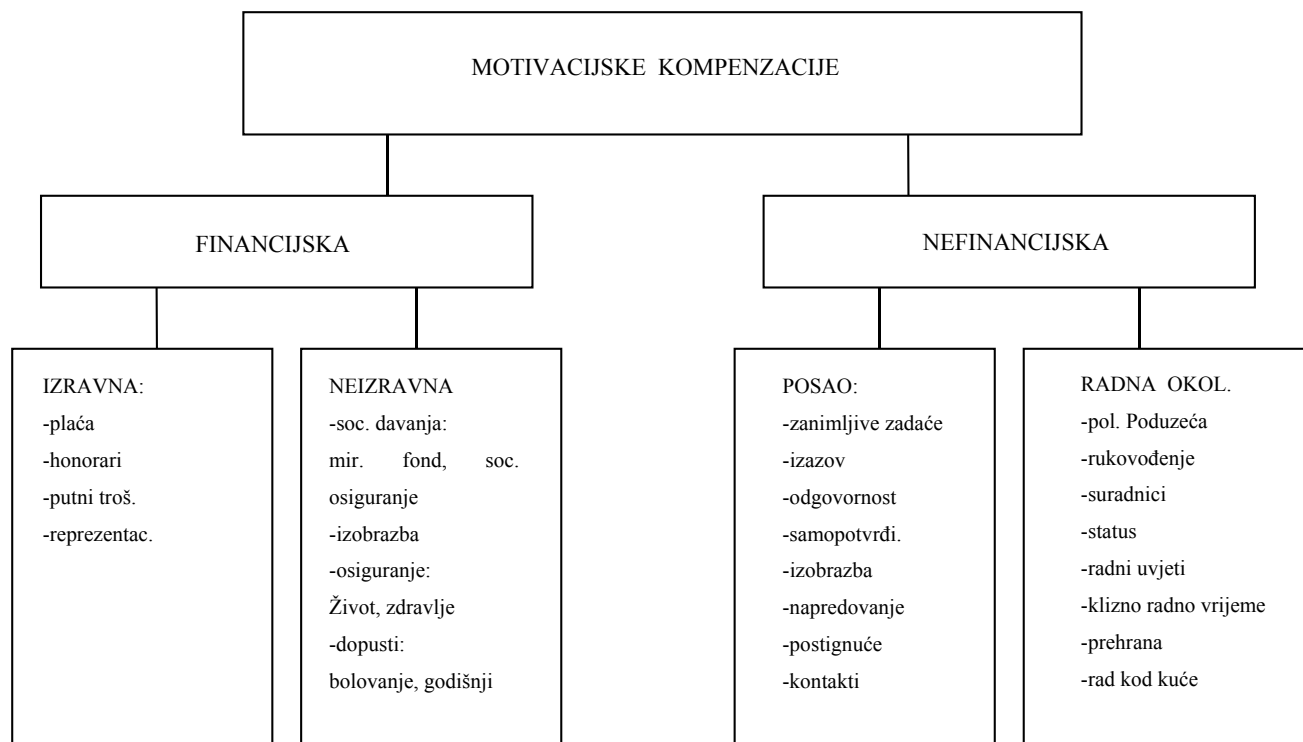 MOTIVACIJSKE KOMPENZACIJE
FINANCIJSKA
NEFINANCIJSKA
IZRAVNA:
-plaća
-honorari
-putni troš.
-reprezentac.
NEIZRAVNA
-soc. davanja:
mir. fond, soc.
osiguranje
-izobrazba
-osiguranje:
Život, zdravlje
-dopusti:
bolovanje, godišnji
POSAO:
-zanimljive zadaće
-izazov
-odgovornost
-samopotvrđi.
-izobrazba
-napredovanje
-postignuće
-kontakti
RADNA OKOL.
-pol. Poduzeća
-rukovođenje
-suradnici
-status
-radni uvjeti
-klizno radno vrijeme
-prehrana
-rad kod kuće